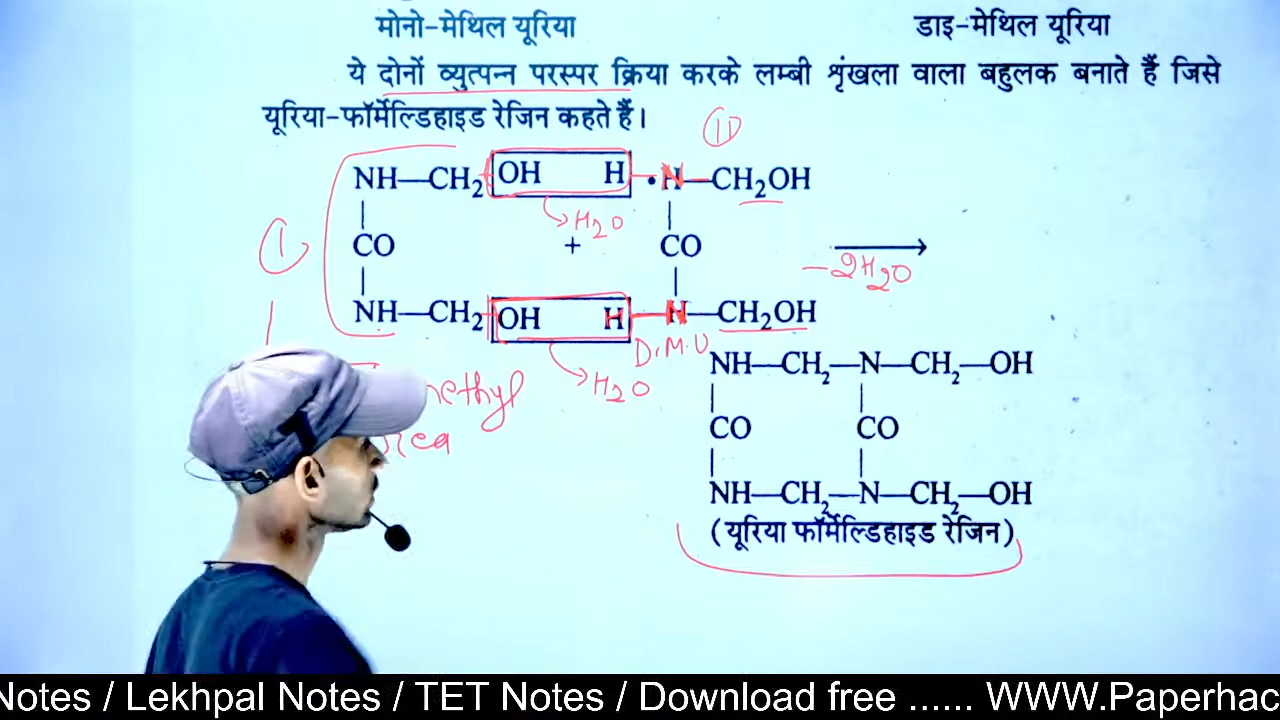 मोनो-मेथिल यूरिया डाइ-मेथिल यूरिया
ये दोनों व्युत्पन्न परस्पर क्रिया करके लम्बी शृंखला वाला बहुलक बनाते हैं जिसे
यूरिया-फॉर्मेल्डिहाइड रेजिन कहते हैं।
II
NH—CH₂ OH H N—CH₂OH
H₂O
I CO + CO
-2H₂O
NH—CH₂ OH H N—CH₂OH
D.M.U
H₂O
NH—CH₂—N—CH₂—OH
CO CO
NH—CH₂—N—CH₂—OH
(यूरिया फॉर्मेल्डिहाइड रेजिन)
Notes / Lekhpal Notes / TET Notes / Download free ...... WWW.Paperhac